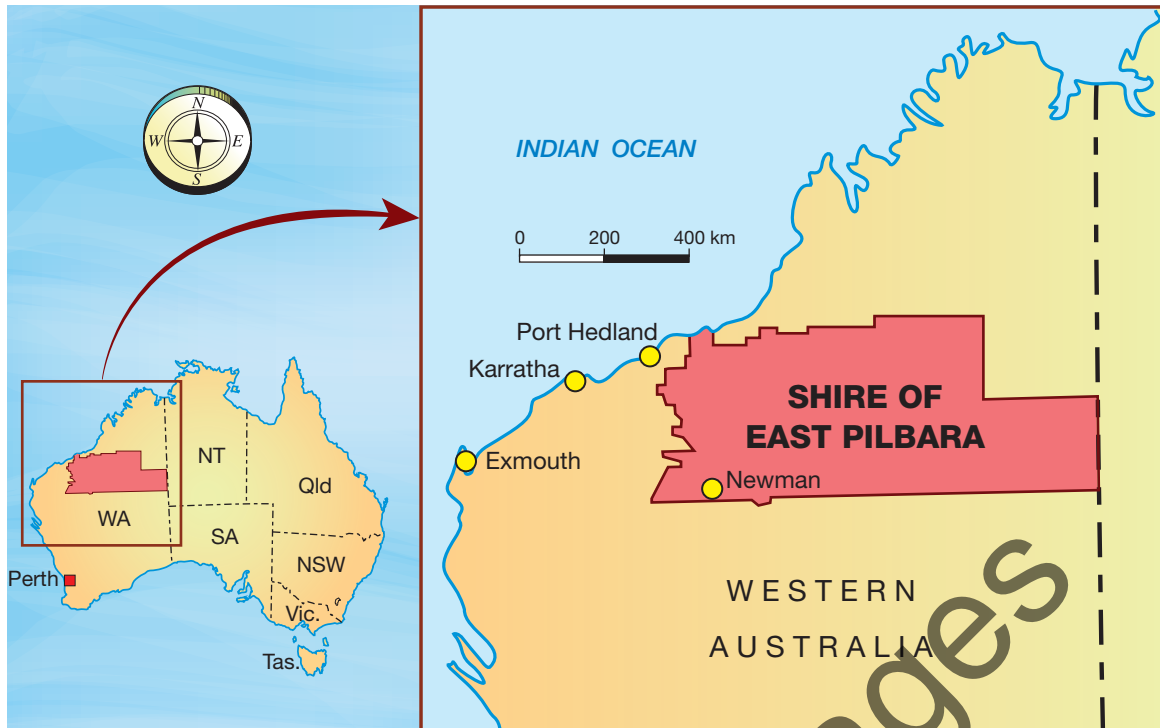 N
W
E
S
NT
Qld
WA
SA
NSW
Perth
Vic.
Tas.
INDIAN OCEAN
0 200 400 km
Port Hedland
Karratha
SHIRE OF
EAST PILBARA
Exmouth
Newman
WESTERN
AUSTRALIA